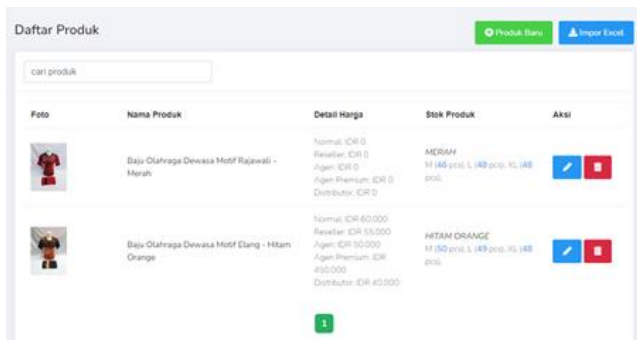 Daftar Produk
Produk Baru
Impor Excel
cari produk
Foto Nama Produk Detail Harga Stok Produk Aksi
Baju Olahraga Dewasa Motif Rajawali -
Merah
Normal: IDR 0
Reseller: IDR 0
Agen: IDR 0
Agen Premium: IDR 0
Distributor: IDR 0
MERAH
M (46 pcs), L (48 pcs), XL (48
pcs),
Baju Olahraga Dewasa Motif Elang - Hitam
Orange
Normal: IDR 60.000
Reseller: IDR 55.000
Agen: IDR 50.000
Agen Premium: IDR
450.000
Distributor: IDR 40.000
HITAM ORANGE
M (50 pcs), L (49 pcs), XL (48
pcs),
1